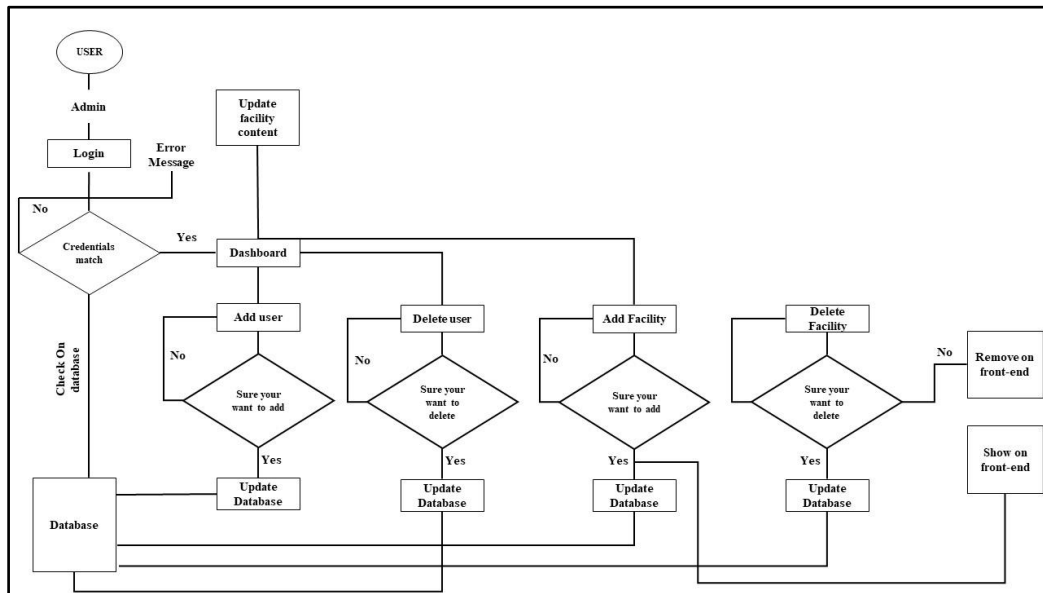 USER
Admin
Login
Error
Message
Update
facility
content
No
Credentials
match
Yes
Dashboard
Check On
database
Add user
No
Sure your
want to add
Yes
Update
Database
Delete user
No
Sure your
want to
delete
Yes
Update
Database
Add Facility
No
Sure your
want to add
Yes
Update
Database
Delete
Facility
Sure your
want to
delete
No
Yes
Update
Database
Remove on
front-end
Show on
front-end
Database